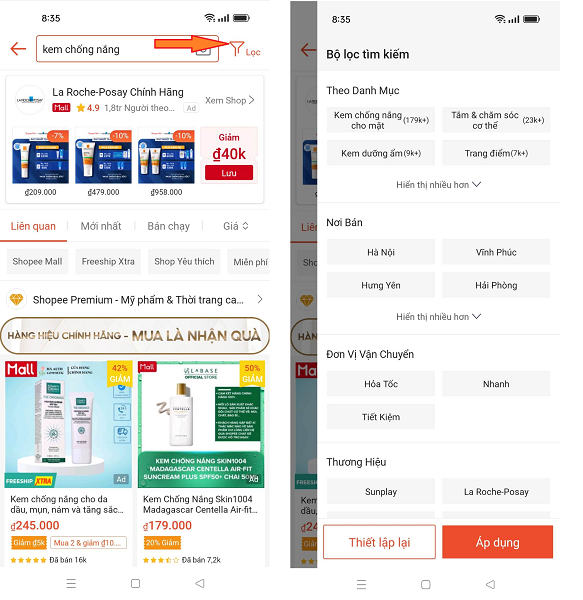 8:35
kem chống nắng
Lọc
LA ROCHE-POSAY
La Roche-Posay Chính Hãng
Mall 4.9 1,8tr Người theo... Ad
Xem Shop
-7%
-10%
-10%
₫209.000
₫479.000
₫958.000
Giảm
₫40k
Lưu
Liên quan
Mới nhất
Bán chạy
Giá
Shopee Mall
Freeship Xtra
Shop Yêu thích
Miễn phí
Shopee Premium - Mỹ phẩm & Thời trang ca...
HÀNG HIỆU CHÍNH HÃNG - MUA LÀ NHẬN QUÀ
Mall
42%
GIẢM
FREESHIP XTRA
Ad
Kem chống nắng cho da
dầu, mụn, nám và tăng sắc...
₫245.000
Giảm ₫5k
Mua 2 & giảm ₫10...
Đã bán 16k
Mall
LABASE
OFFICIAL STORE
50%
GIẢM
KEM CHỐNG NẮNG SKIN1004
MADAGASCAR CENTELLA AIR-FIT
SUNCREAM PLUS SPF50+ CHAI 50ML
Ad
Kem Chống Nắng Skin1004
Madagascar Centella Air-fit...
₫179.000
20% Giảm
Đã bán 7,2k
8:35
Bộ lọc tìm kiếm
Theo Danh Mục
Kem chống nắng
cho mặt (179k+)
Tắm & chăm sóc
cơ thể (23k+)
Kem dưỡng ẩm (9k+)
Trang điểm (7k+)
Hiển thị nhiều hơn
Nơi Bán
Hà Nội
Vĩnh Phúc
Hưng Yên
Hải Phòng
Hiển thị nhiều hơn
Đơn Vị Vận Chuyển
Hỏa Tốc
Nhanh
Tiết Kiệm
Thương Hiệu
Sunplay
La Roche-Posay
Thiết lập lại
Áp dụng